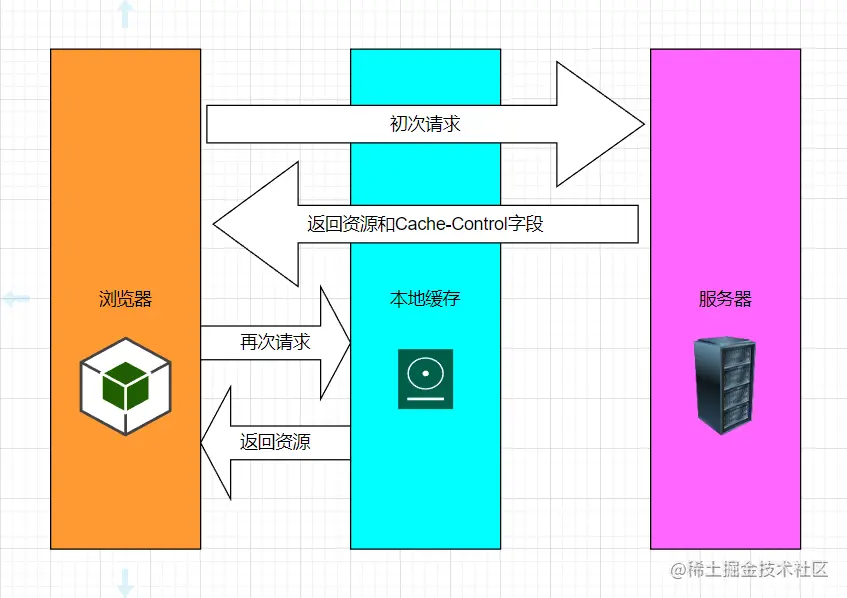 初次请求
返回资源和Cache-Control字段
浏览器
本地缓存
服务器
再次请求
返回资源
@稀土掘金技术社区